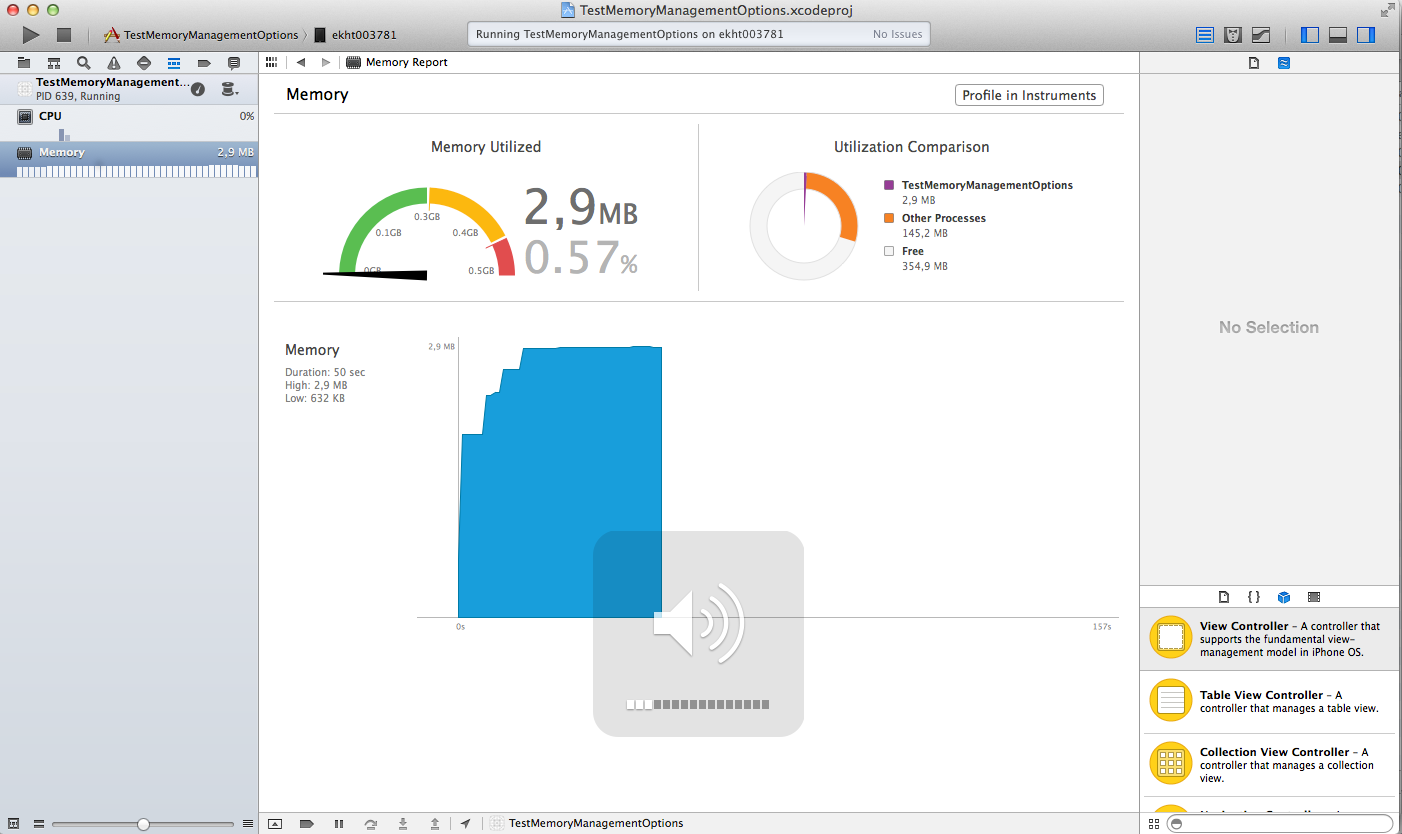 TestMemoryManagementOptions.xcodeproj
TestMemoryManagementOptions
ekht003781
Running TestMemoryManagementOptions on ekht003781
No Issues
TestMemoryManagement...
PID 639, Running
CPU
0%
Memory
2,9 MB
Memory Report
Memory
Profile in Instruments
Memory Utilized
0GB
0.1GB
0.3GB
0.4GB
0.5GB
2,9MB
0.57%
Utilization Comparison
TestMemoryManagementOptions
2,9 MB
Other Processes
145,2 MB
Free
354,9 MB
Memory
Duration: 50 sec
High: 2,9 MB
Low: 632 KB
2,9 MB
0s
157s
TestMemoryManagementOptions
No Selection
{ }
View Controller – A controller that
supports the fundamental view-
management model in iPhone OS.
Table View Controller – A
controller that manages a table view.
Collection View Controller – A
controller that manages a collection
view.